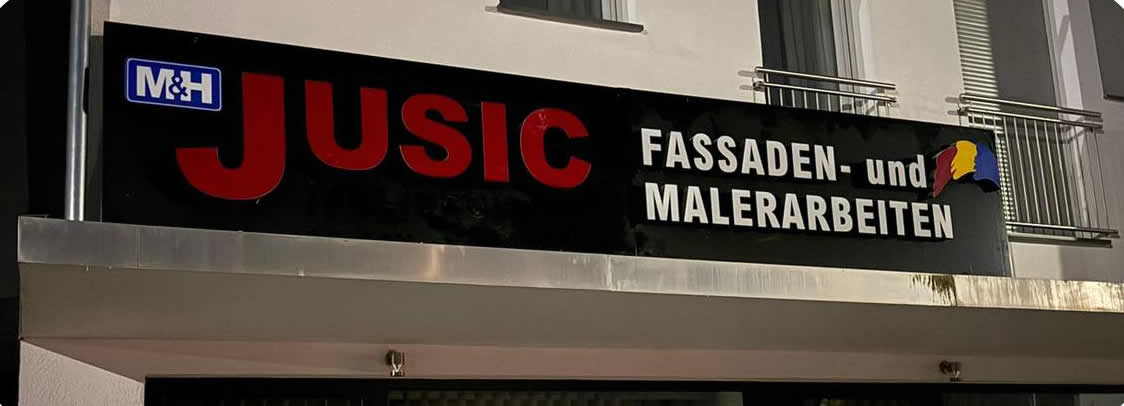 M&H
JUSIC
FASSADEN- und
MALERARBEITEN